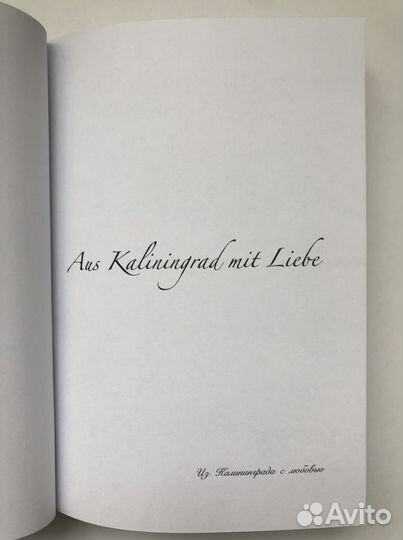 Aus Kaliningrad mit Liebe
Из Калининграда с любовью
Avito